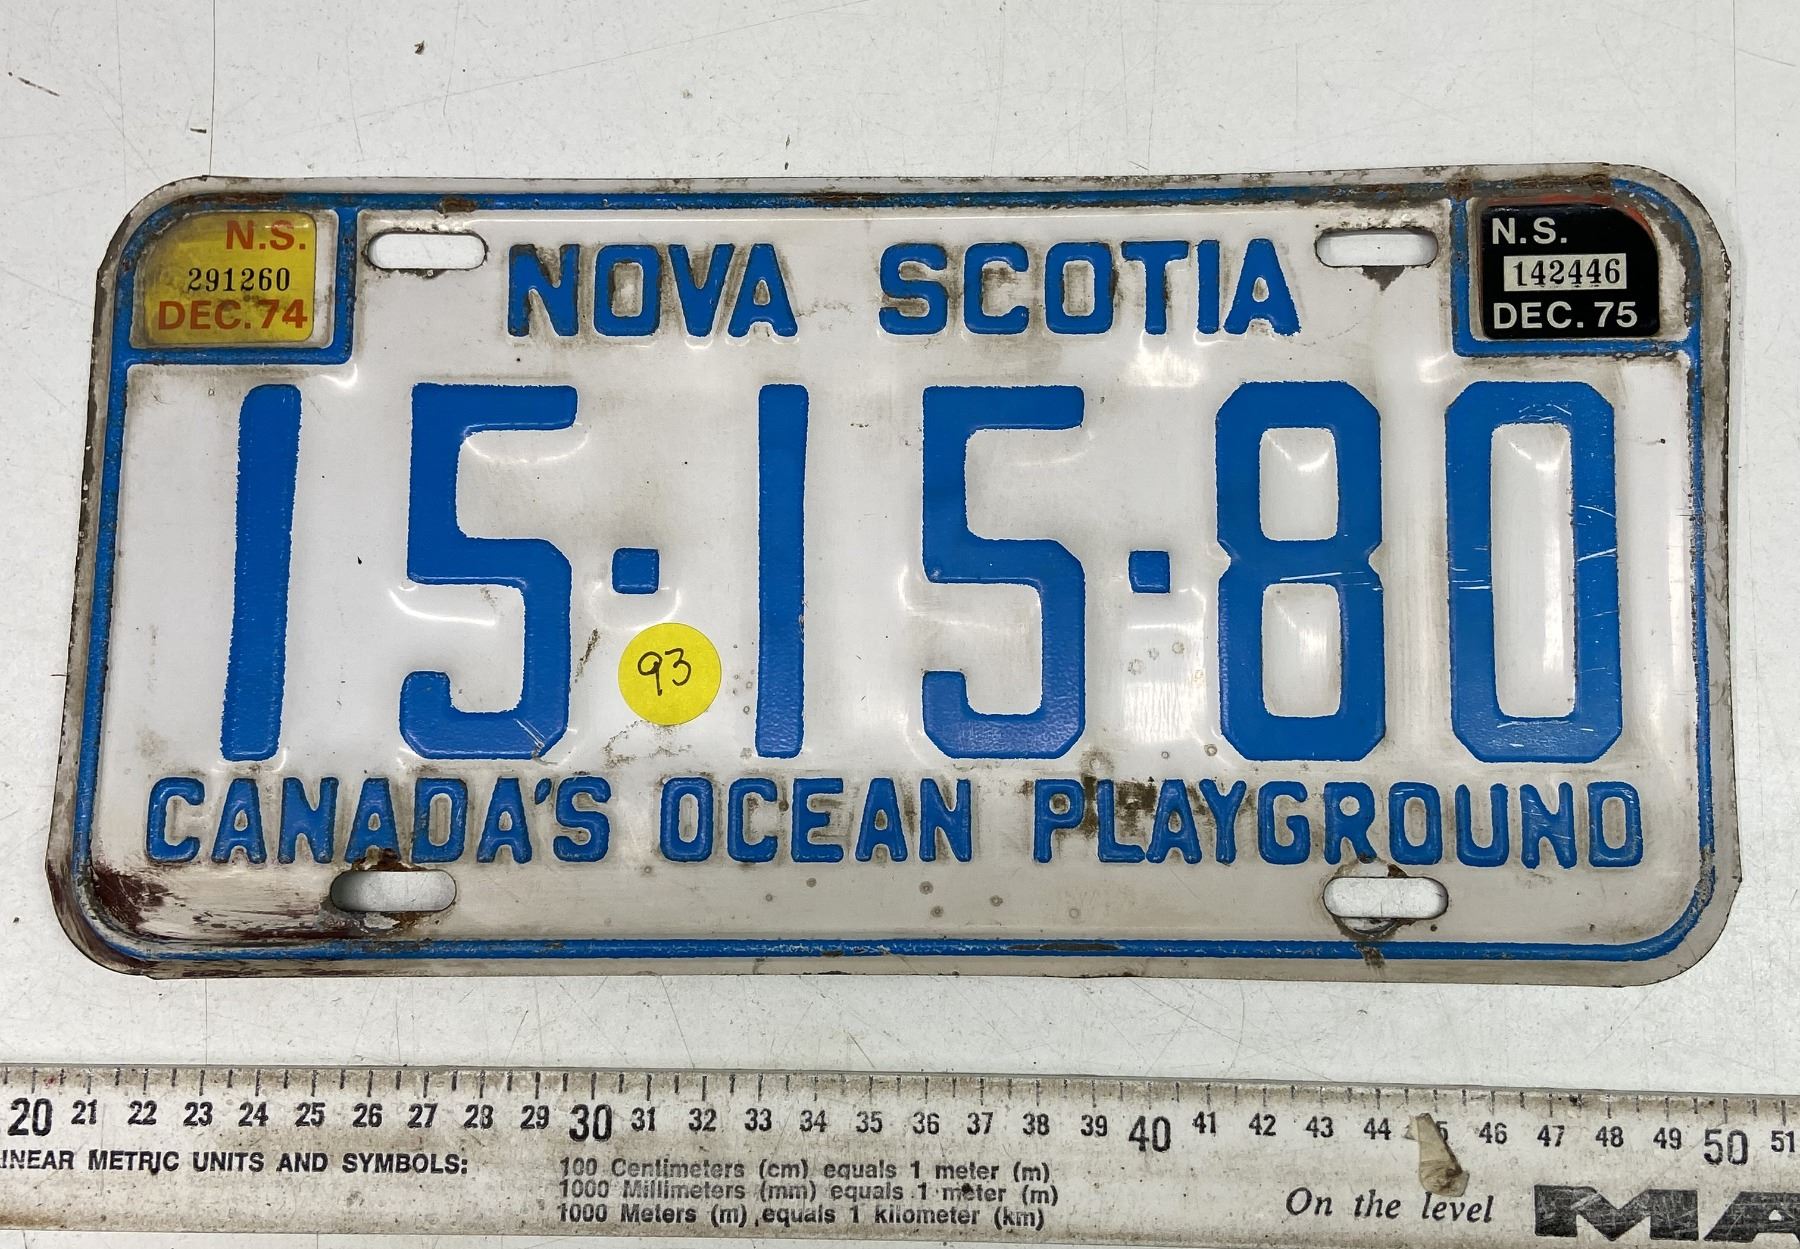 N.S.
291260
DEC. 74
NOVA SCOTIA
N.S.
142446
DEC. 75
15·15·80
93
CANADA'S OCEAN PLAYGROUND
20 21 22 23 24 25 26 27 28 29 30 31 32 33 34 35 36 37 38 39 40 41 42 43 44 46 47 48 49 50 51
METRIC UNITS AND SYMBOLS:
100 Centimeters (cm) equals 1 meter (m)
1000 Millimeters (mm) equals 1 meter (m)
1000 Meters (m) equals 1 kilometer (km)
On the level